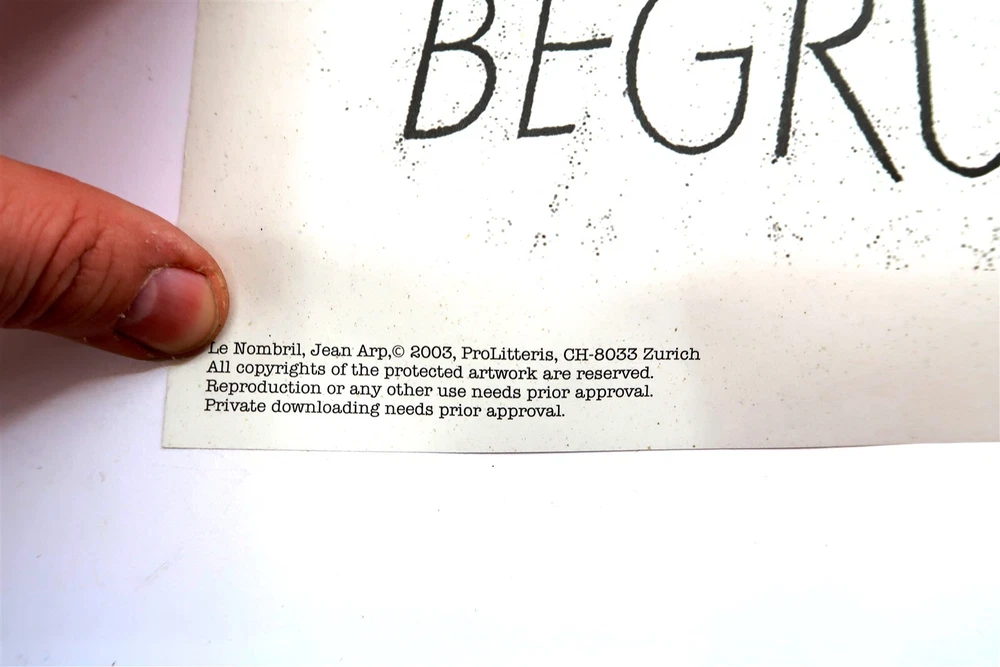 BEGRU
Le Nombril, Jean Arp,© 2003, ProLitteris, CH-8033 Zurich
All copyrights of the protected artwork are reserved.
Reproduction or any other use needs prior approval.
Private downloading needs prior approval.